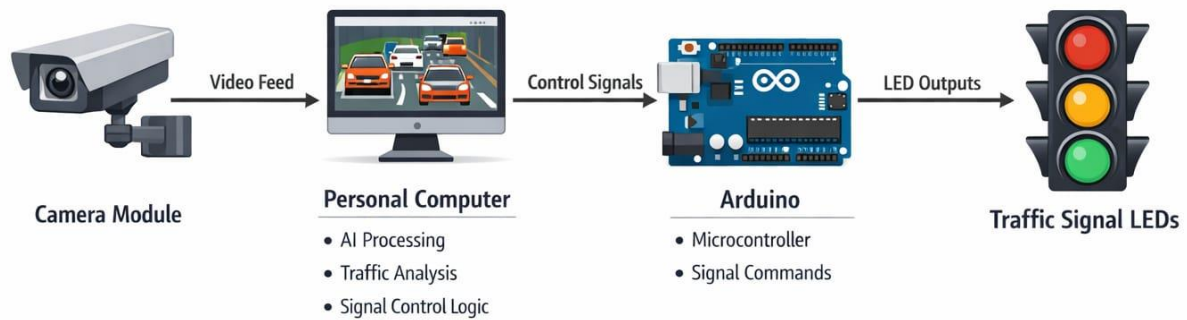 Video Feed
Control Signals
LED Outputs
Camera Module
Personal Computer
• AI Processing
• Traffic Analysis
• Signal Control Logic
Arduino
• Microcontroller
• Signal Commands
Traffic Signal LEDs